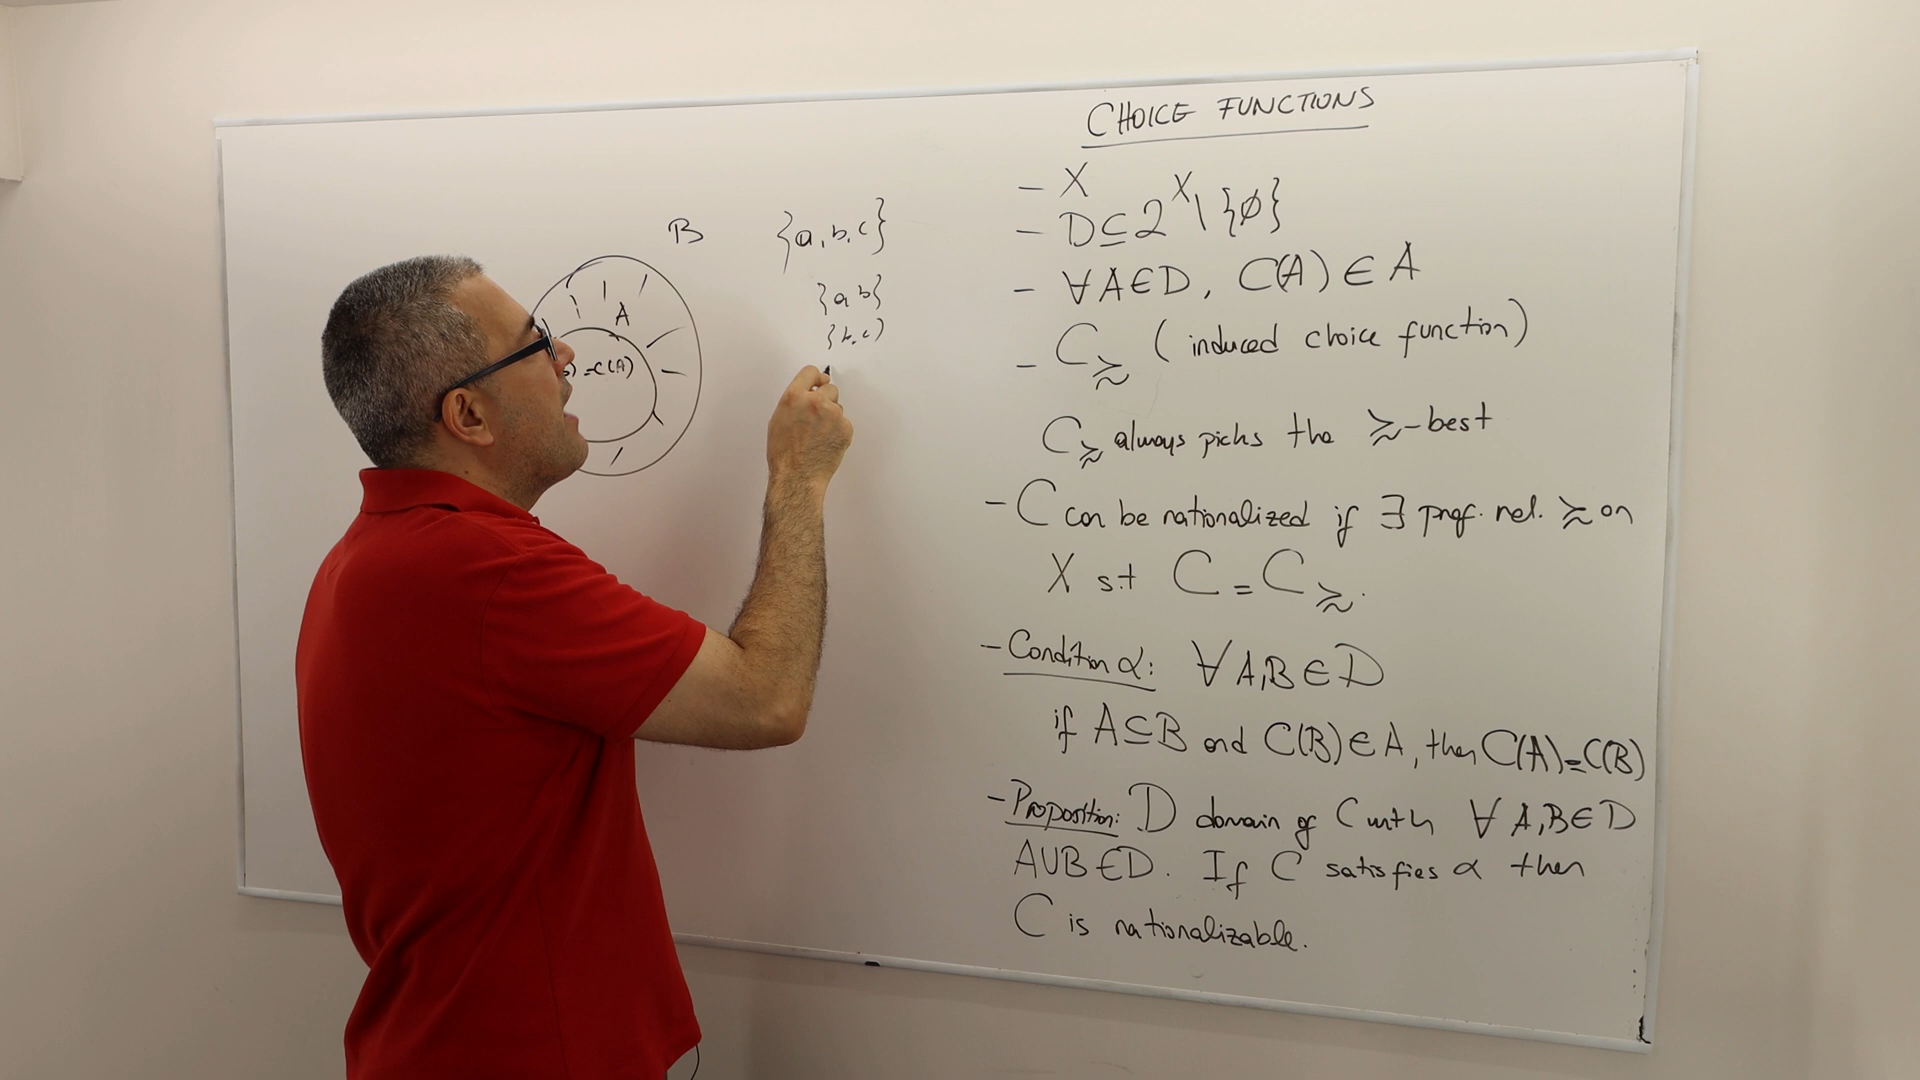 B
{a, b, c}
{a b}
{b, c}
A
) = C(A)
CHOICE FUNCTIONS
- X
- D ⊆ 2^X \ {∅}
- ∀A∈D, C(A) ∈ A
- C≿ (induced choice function)
C≿ always picks the ≿-best
- C can be rationalized if ∃ pref. rel. ≿ on
X s.t C = C≿.
- Condition α: ∀ A,B ∈ D
if A⊆B and C(B) ∈ A, then C(A)=C(B)
- Proposition: D domain of C with ∀ A,B∈D
A∪B∈D. If C satisfies α then
C is rationalizable.